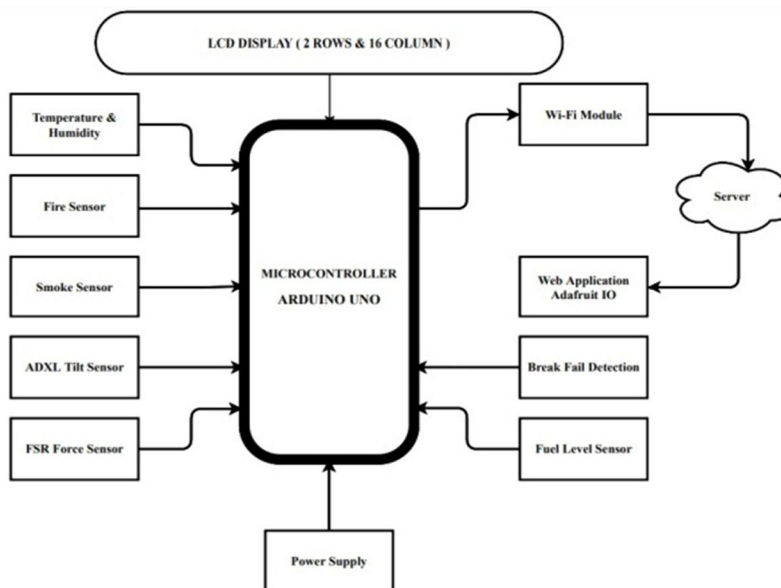 LCD DISPLAY ( 2 ROWS & 16 COLUMN )
Temperature &
Humidity
Wi-Fi Module
Fire Sensor
Server
Smoke Sensor
MICROCONTROLLER
ARDUINO UNO
Web Application
Adafruit IO
ADXL Tilt Sensor
Break Fail Detection
FSR Force Sensor
Fuel Level Sensor
Power Supply